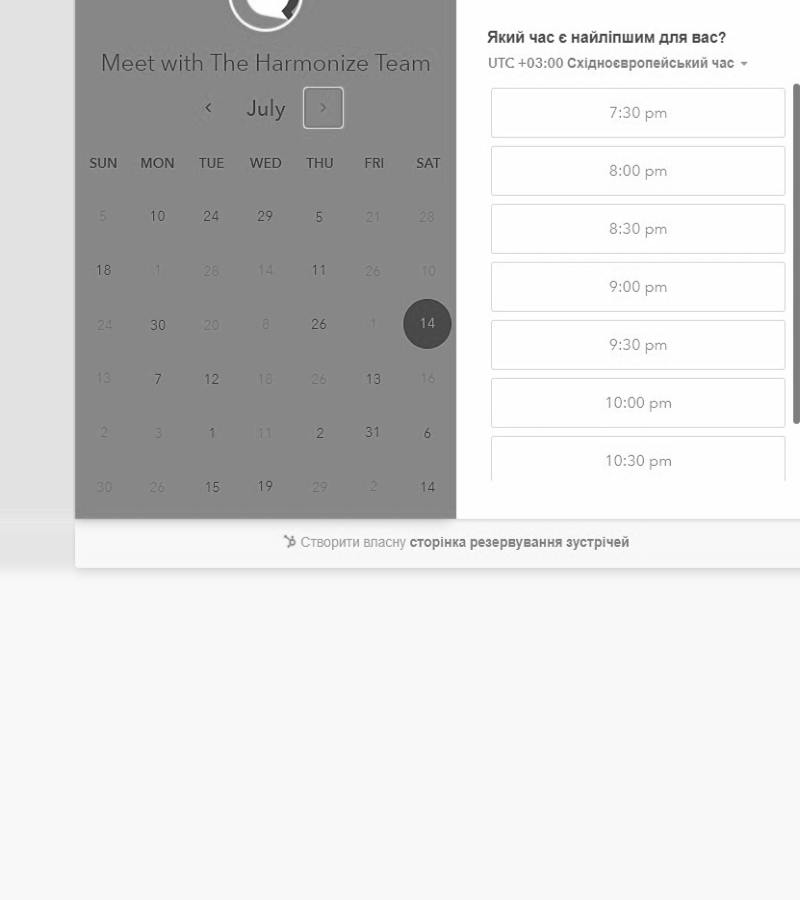 Meet with The Harmonize Team
July
SUN MON TUE WED THU FRI SAT
5 10 24 29 5 21 28
18 1 28 14 11 26 10
24 30 20 8 26 1 14
13 7 12 18 26 13 16
2 3 1 11 2 31 6
30 26 15 19 29 2 14
Який час є найліпшим для вас?
UTC +03:00 Східноєвропейський час
7:30 pm
8:00 pm
8:30 pm
9:00 pm
9:30 pm
10:00 pm
10:30 pm
Створити власну сторінка резервування зустрічей